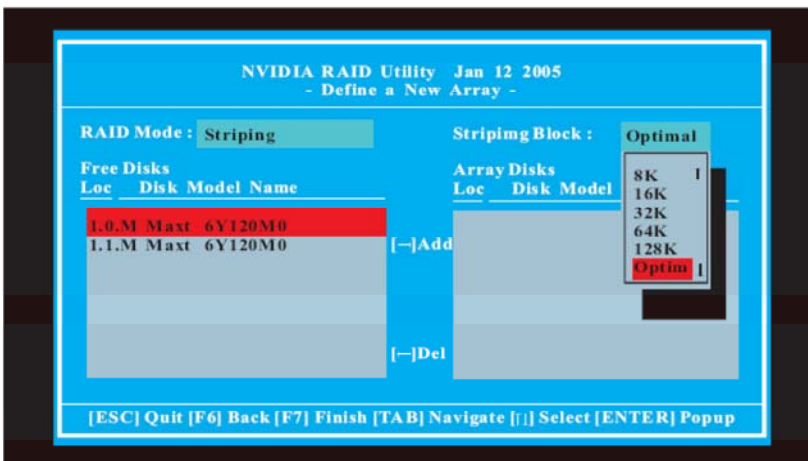 NVIDIA RAID Utility Jan 12 2005
- Define a New Array -
RAID Mode : Striping
Stripimg Block : Optimal
Free Disks
Loc Disk Model Name
Array Disks
Loc Disk Model
8K
16K
32K
64K
128K
Optim
1.0.M Maxt 6Y120M0
1.1.M Maxt 6Y120M0
[→]Add
[←]Del
[ESC] Quit [F6] Back [F7] Finish [TAB] Navigate [↑↓] Select [ENTER] Popup